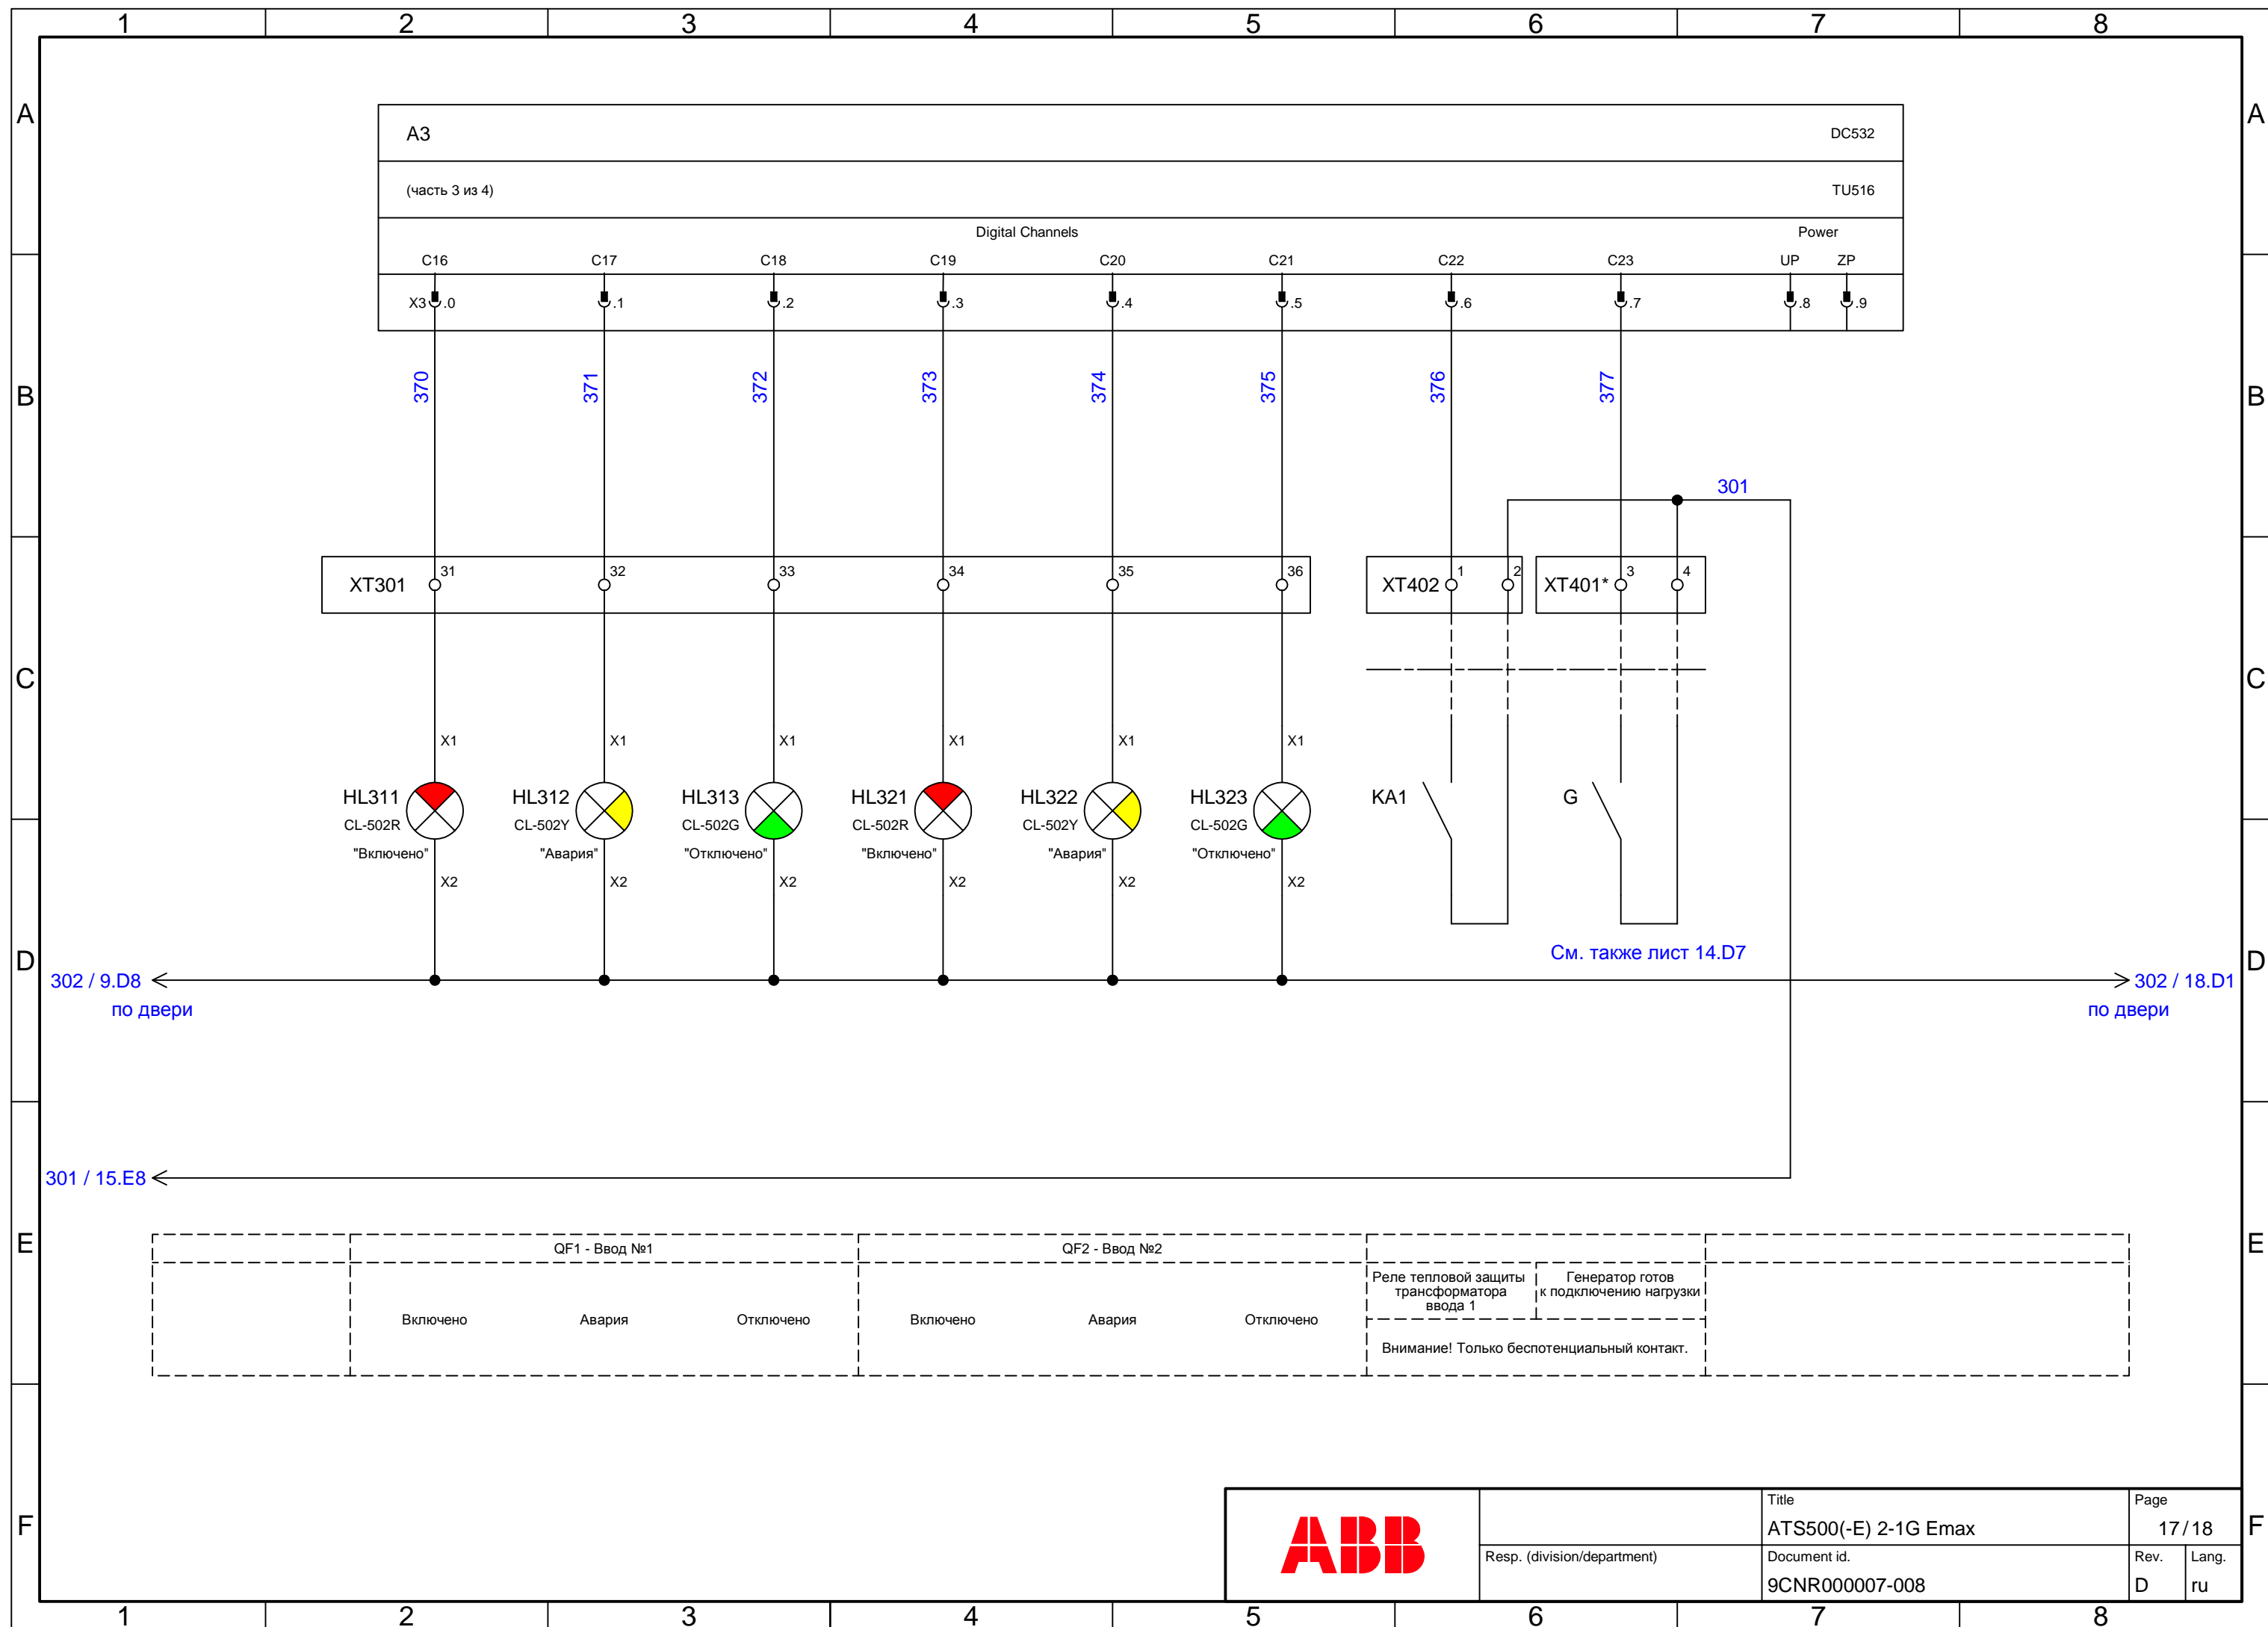 1 2 3 4 5 6 7 8
A A
A3 DC532
(часть 3 из 4) TU516
Digital Channels Power
C16 C17 C18 C19 C20 C21 C22 C23 UP ZP
X3 .0 .1 .2 .3 .4 .5 .6 .7 .8 .9
370 371 372 373 374 375 376 377
B B
301
XT301 31 32 33 34 35 36 XT402 1 2 XT401* 3 4
C C
X1 X1 X1 X1 X1 X1
HL311 HL312 HL313 HL321 HL322 HL323 KA1 G
CL-502R CL-502Y CL-502G CL-502R CL-502Y CL-502G
"Включено" "Авария" "Отключено" "Включено" "Авария" "Отключено"
X2 X2 X2 X2 X2 X2
См. также лист 14.D7
D D
302 / 9.D8 302 / 18.D1
по двери по двери
301 / 15.E8
E E
QF1 - Ввод №1 QF2 - Ввод №2
Реле тепловой защиты
трансформатора
ввода 1
Генератор готов
к подключению нагрузки
Включено Авария Отключено Включено Авария Отключено
Внимание! Только беспотенциальный контакт.
F F
ABB
Title
ATS500(-E) 2-1G Emax
Page
17 / 18
Resp. (division/department)
Document id.
9CNR000007-008
Rev.
D
Lang.
ru
1 2 3 4 5 6 7 8